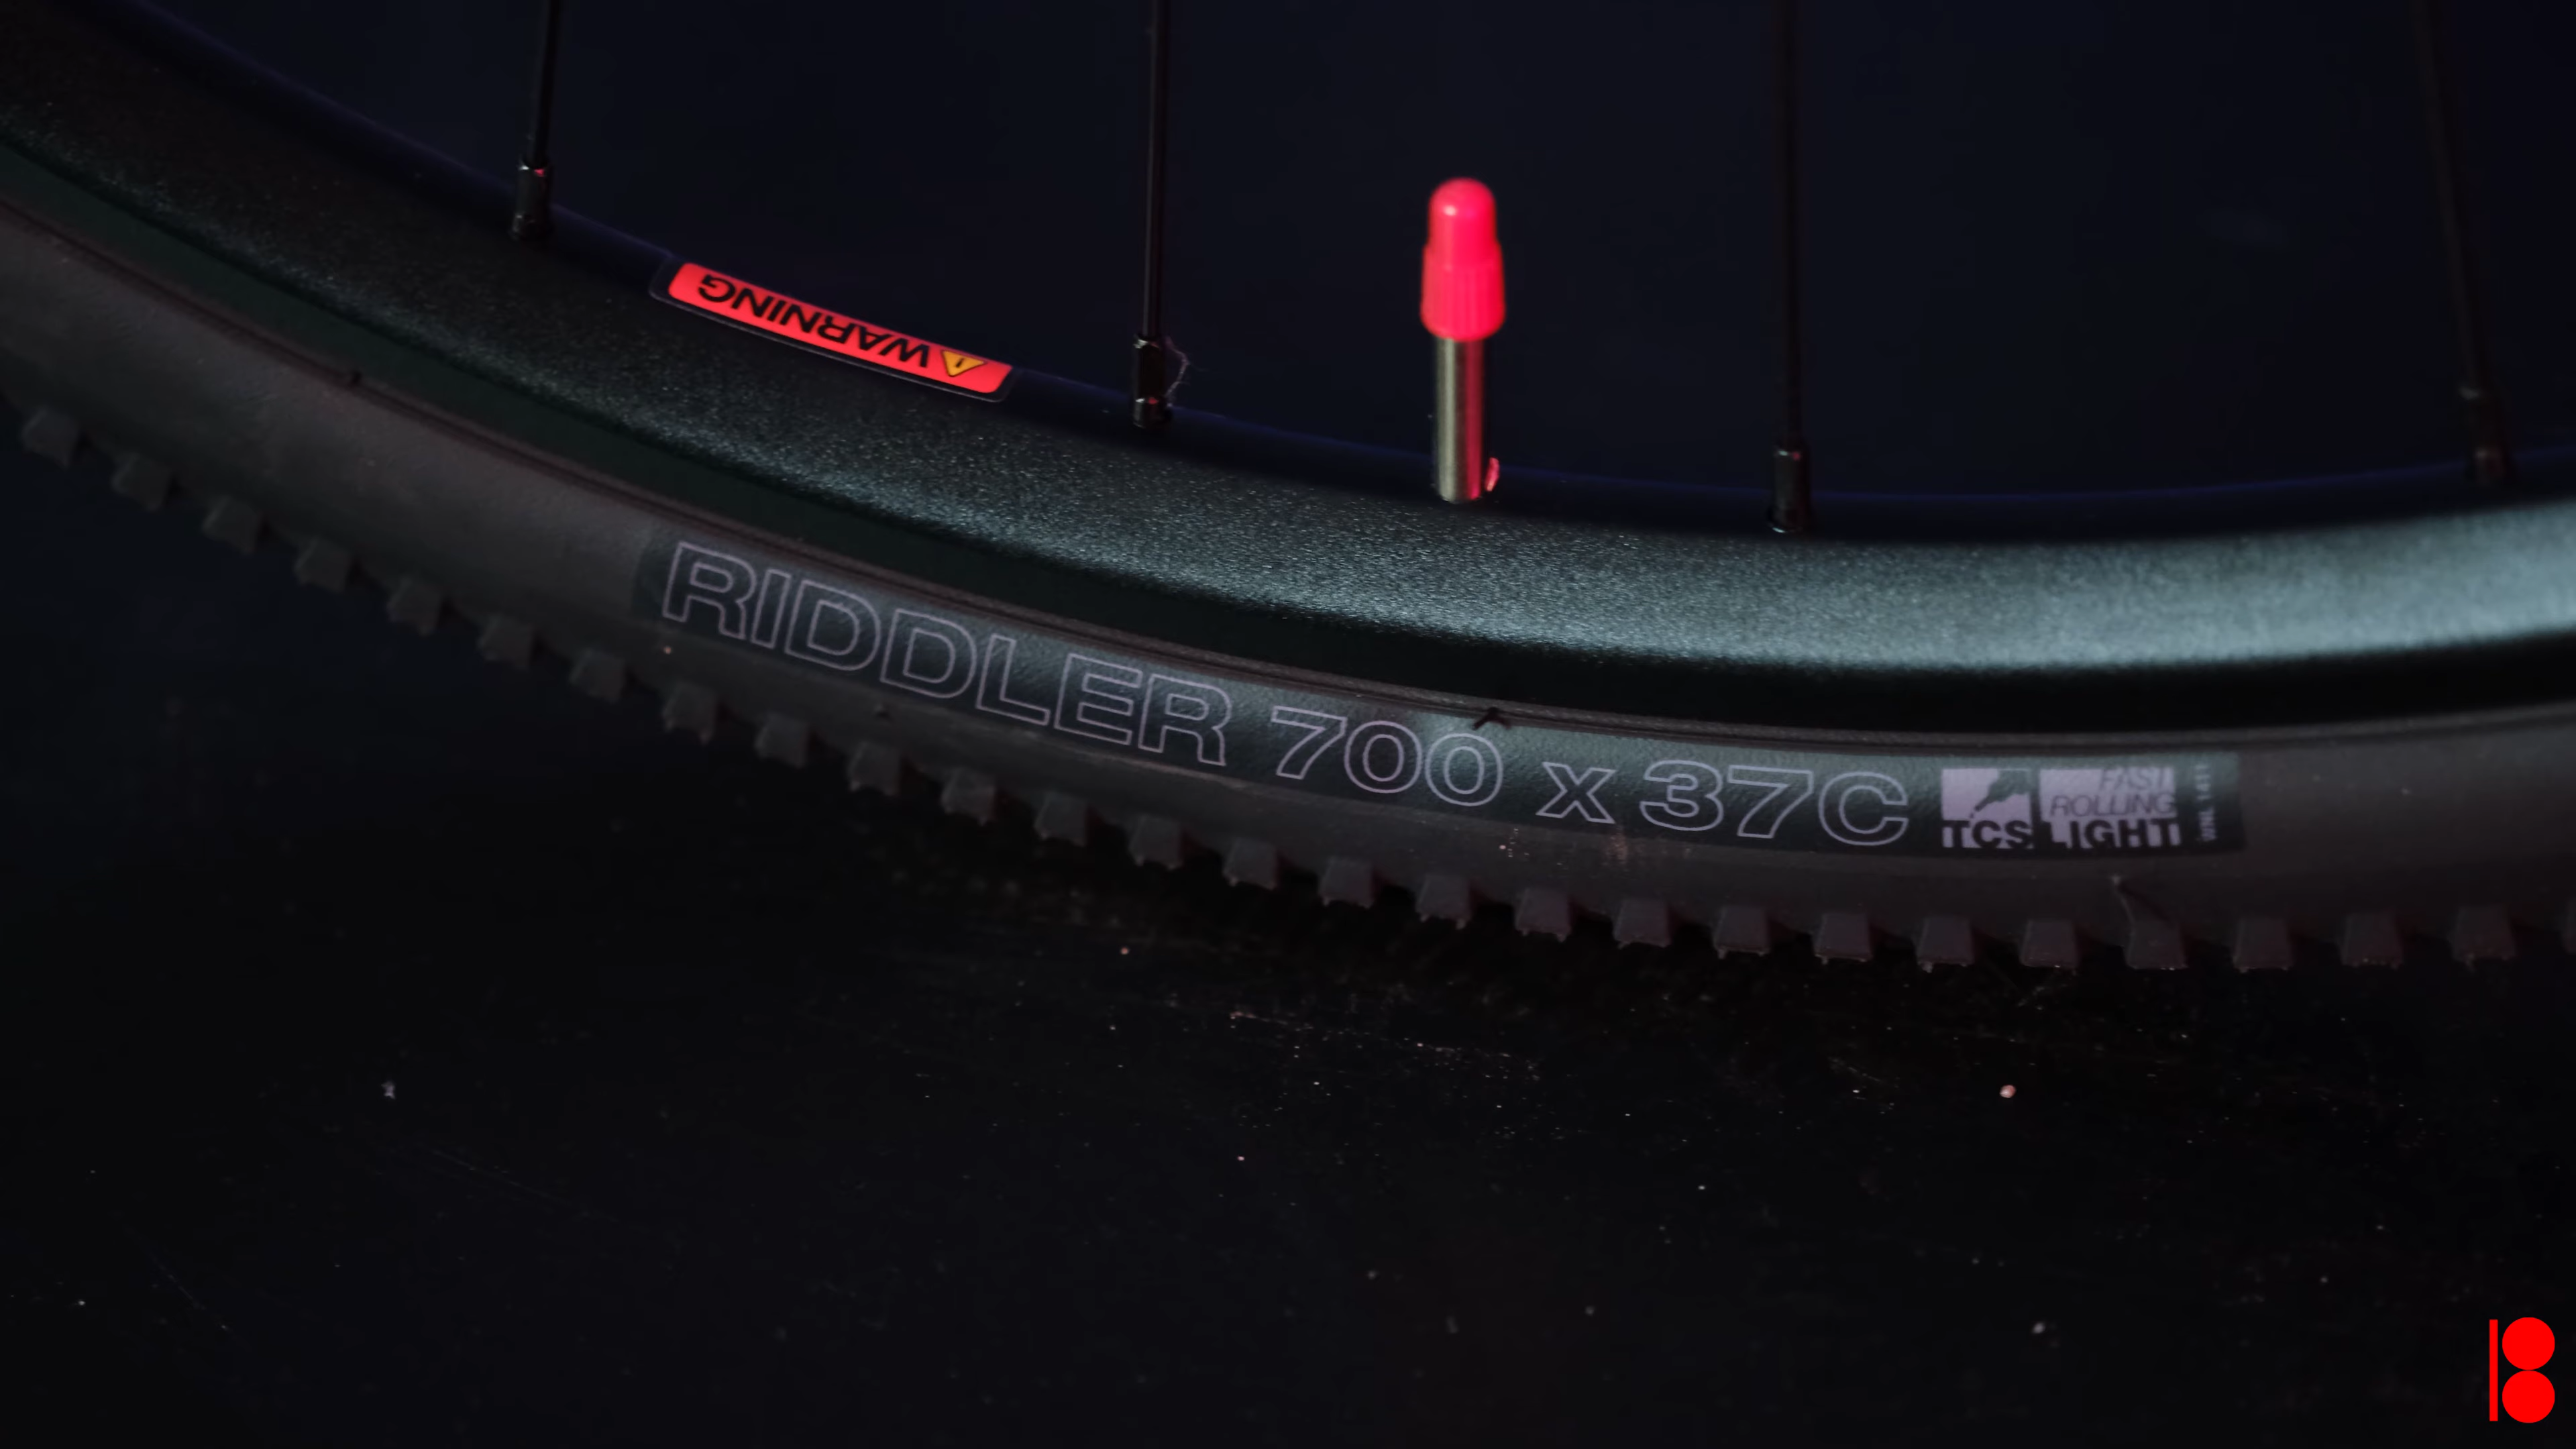 WARNING
RIDDLER 700 x 37C
TCS
FAST
ROLLING
LIGHT